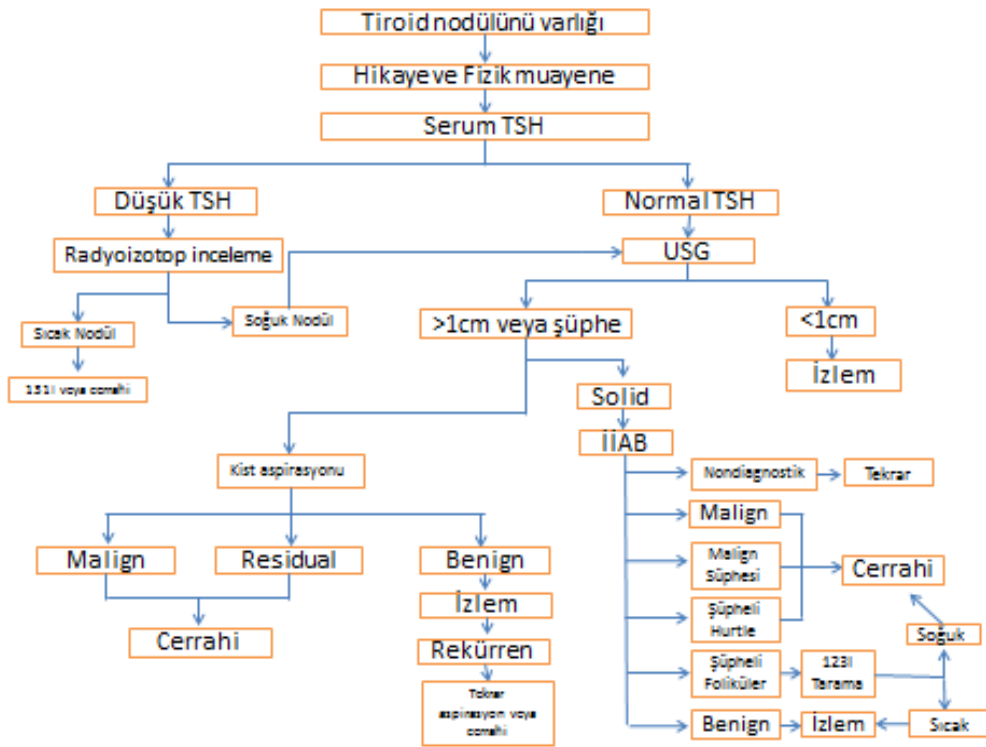 Tiroid nodülünü varlığı
Hikaye ve Fizik muayene
Serum TSH
Düşük TSH
Normal TSH
Radyoizotop inceleme
USG
Sıcak Nodül
Soğuk Nodül
>1cm veya şüphe
<1cm
131I veya cerrahi
İzlem
Solid
İİAB
Kist aspirasyonu
Nondiagnostik
Tekrar
Malign
Malign
Residual
Benign
Malign
Süphesi
Cerrahi
İzlem
Şüpheli
Hurtle
Cerrahi
Soğuk
Rekürren
Şüpheli
Foliküler
123I
Tarama
Tekrar
aspirasyon veya
cerrahi
Benign
İzlem
Sıcak